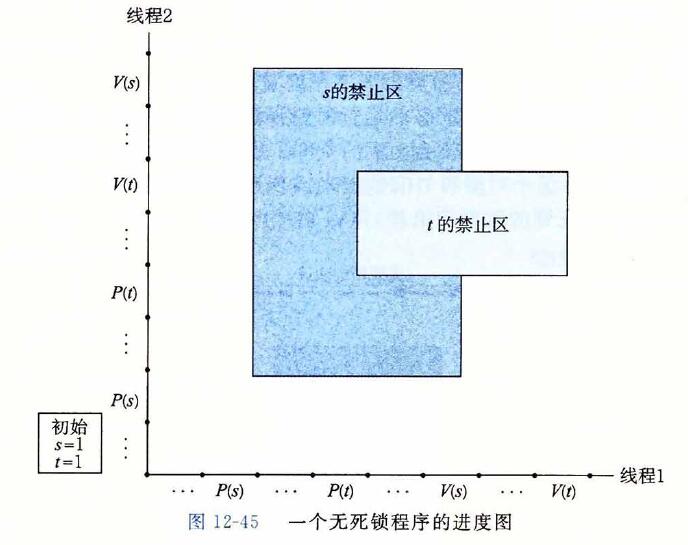 线程2
V(s)
⋮
V(t)
⋮
P(t)
⋮
P(s)
⋮
s的禁止区
t 的禁止区
初始
s=1
t=1
··· P(s) ··· P(t) ··· V(s) ··· V(t) 线程1
图 12-45 一个无死锁程序的进度图